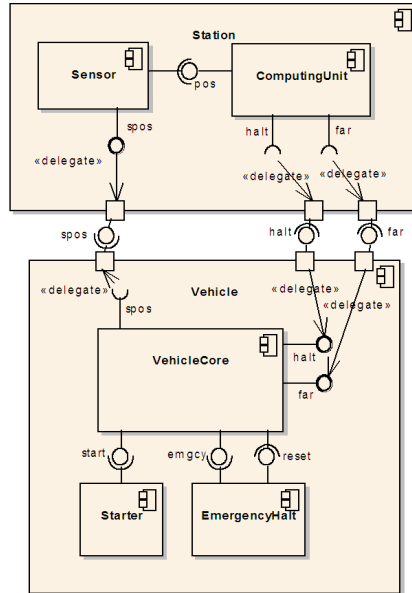 Station
Sensor
ComputingUnit
pos
spos
halt
far
«delegate»
«delegate»
«delegate»
spos
halt
far
«delegate»
Vehicle
«delegate»
«delegate»
spos
VehicleCore
halt
far
start
emgcy
reset
Starter
EmergencyHalt